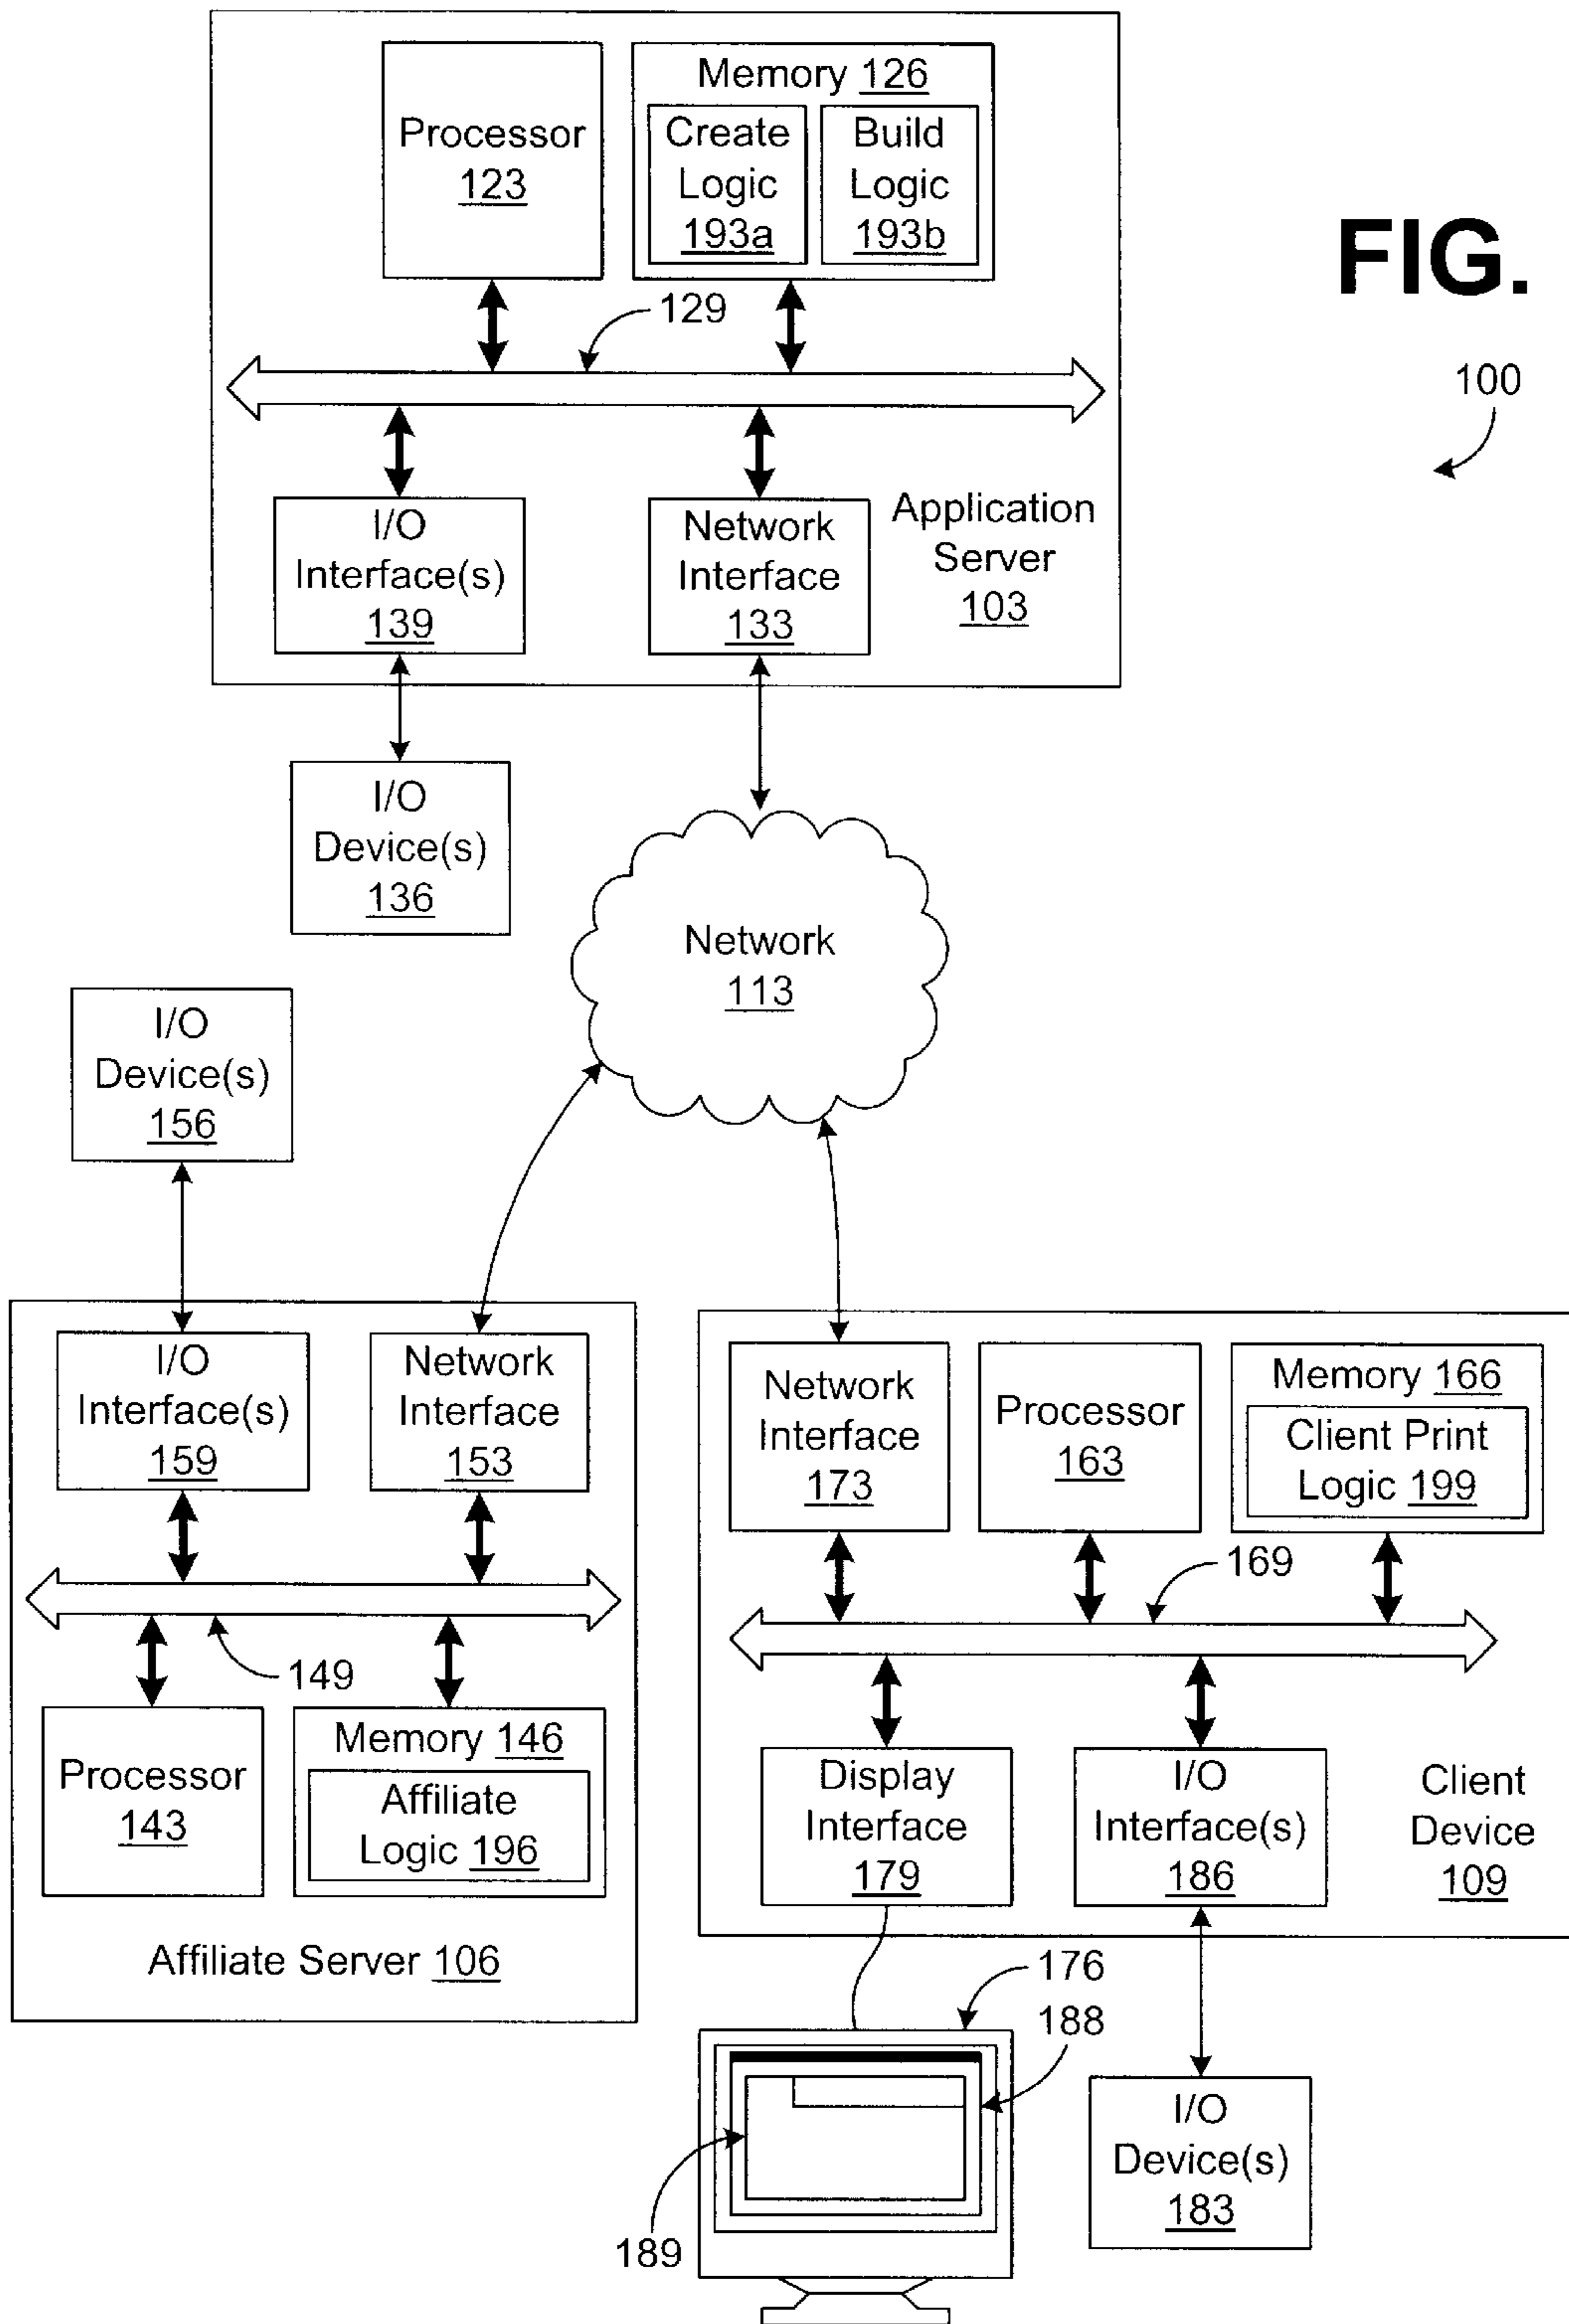 Memory 126
Processor
123
Create
Logic
193a
Build
Logic
193b
FIG.
129
100
I/O
Interface(s)
139
Network
Interface
133
Application
Server
103
I/O
Device(s)
136
Network
113
I/O
Device(s)
156
I/O
Interface(s)
159
Network
Interface
153
149
Processor
143
Memory 146
Affiliate
Logic 196
Affiliate Server 106
Network
Interface
173
Processor
163
Memory 166
Client Print
Logic 199
169
Display
Interface
179
I/O
Interface(s)
186
Client
Device
109
176
188
189
I/O
Device(s)
183